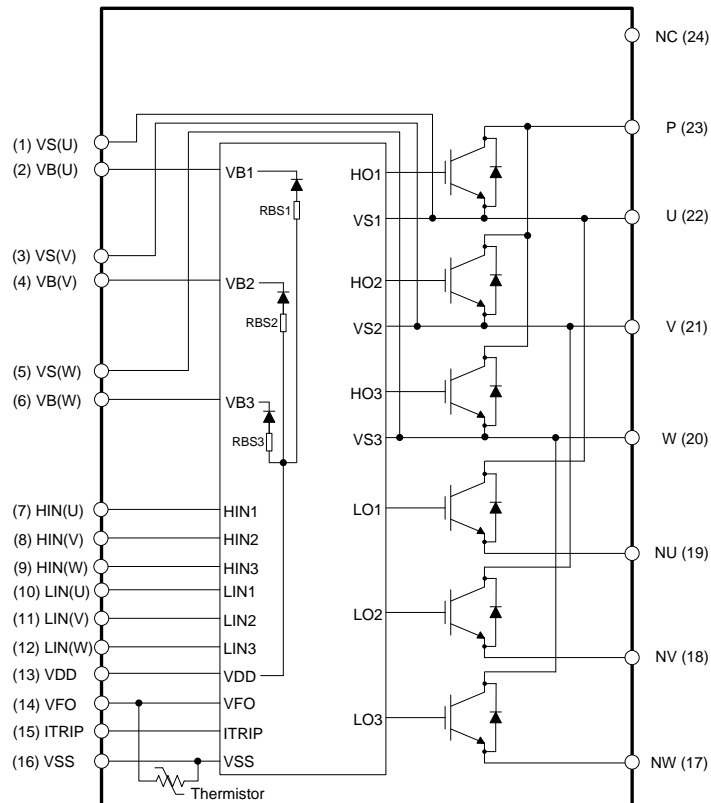 NC (24)
P (23)
(1) VS(U)
(2) VB(U)
VB1
HO1
RBS1
VS1
U (22)
(3) VS(V)
(4) VB(V)
VB2
HO2
RBS2
VS2
V (21)
(5) VS(W)
(6) VB(W)
VB3
HO3
RBS3
VS3
W (20)
(7) HIN(U)
HIN1
LO1
(8) HIN(V)
HIN2
NU (19)
(9) HIN(W)
HIN3
(10) LIN(U)
LIN1
(11) LIN(V)
LIN2
LO2
(12) LIN(W)
LIN3
NV (18)
(13) VDD
VDD
(14) VFO
VFO
LO3
(15) ITRIP
ITRIP
(16) VSS
VSS
NW (17)
Thermistor